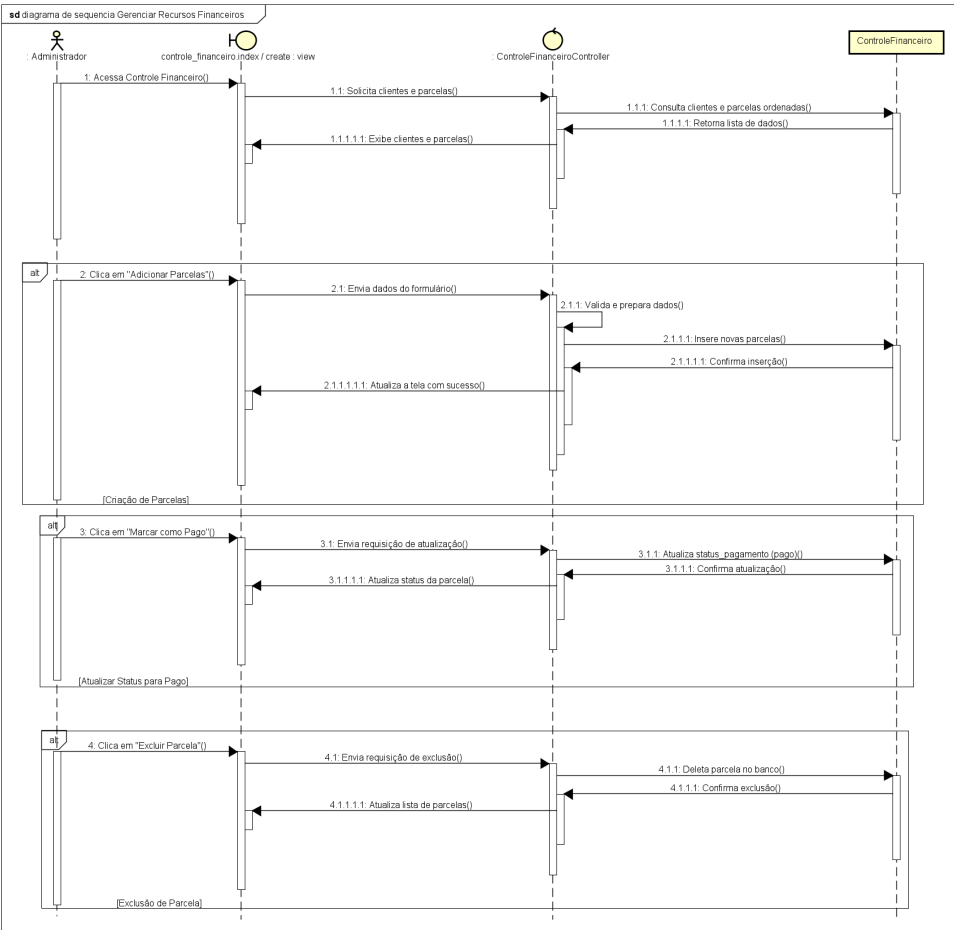 sd diagrama de sequencia Gerenciar Recursos Financeiros
: Administrador
controle_financeiro.index / create : view
: ControleFinanceiroController
ControleFinanceiro
1: Acessa Controle Financeiro()
1.1: Solicita clientes e parcelas()
1.1.1: Consulta clientes e parcelas ordenadas()
1.1.1.1: Retorna lista de dados()
1.1.1.1.1: Exibe clientes e parcelas()
alt
2: Clica em "Adicionar Parcelas"()
2.1: Envia dados do formulário()
2.1.1: Valida e prepara dados()
2.1.1.1: Insere novas parcelas()
2.1.1.1.1: Confirma inserção()
2.1.1.1.1.1: Atualiza a tela com sucesso()
[Criação de Parcelas]
alt
3: Clica em "Marcar como Pago"()
3.1: Envia requisição de atualização()
3.1.1: Atualiza status_pagamento (pago)()
3.1.1.1: Confirma atualização()
3.1.1.1.1: Atualiza status da parcela()
[Atualizar Status para Pago]
alt
4: Clica em "Excluir Parcela"()
4.1: Envia requisição de exclusão()
4.1.1: Deleta parcela no banco()
4.1.1.1: Confirma exclusão()
4.1.1.1.1: Atualiza lista de parcelas()
[Exclusão de Parcela]